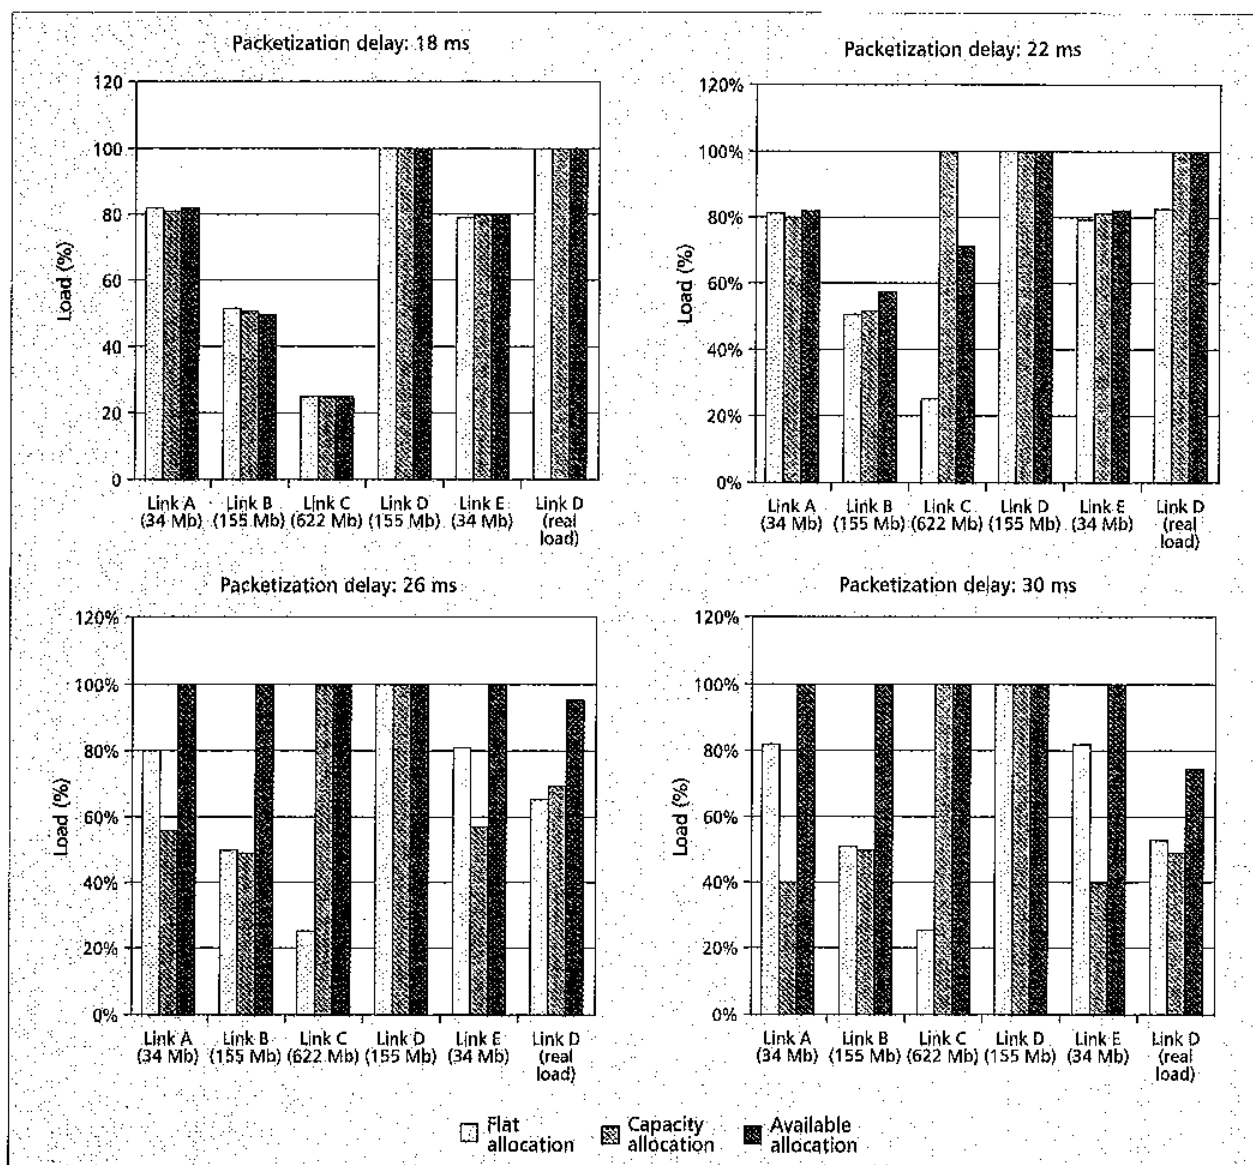 Packetization delay: 18 ms
120
100
80
60
40
20
0
Load (%)
Link A
(34 Mb)
Link B
(155 Mb)
Link C
(622 Mb)
Link D
(155 Mb)
Link E
(34 Mb)
Link D
(real
load)
Packetization delay: 22 ms
120%
100%
80%
60%
40%
20%
0%
Load (%)
Link A
(34 Mb)
Link B
(155 Mb)
Link C
(622 Mb)
Link D
(155 Mb)
Link E
(34 Mb)
Link D
(real
load)
Packetization delay: 26 ms
120%
100%
80%
60%
40%
20%
0%
Load (%)
Link A
(34 Mb)
Link B
(155 Mb)
Link C
(622 Mb)
Link D
(155 Mb)
Link E
(34 Mb)
Link D
(real
load)
Packetization delay: 30 ms
120%
100%
80%
60%
40%
20%
0%
Load (%)
Link A
(34 Mb)
Link B
(155 Mb)
Link C
(622 Mb)
Link D
(155 Mb)
Link E
(34 Mb)
Link D
(real
load)
Flat
allocation
Capacity
allocation
Available
allocation